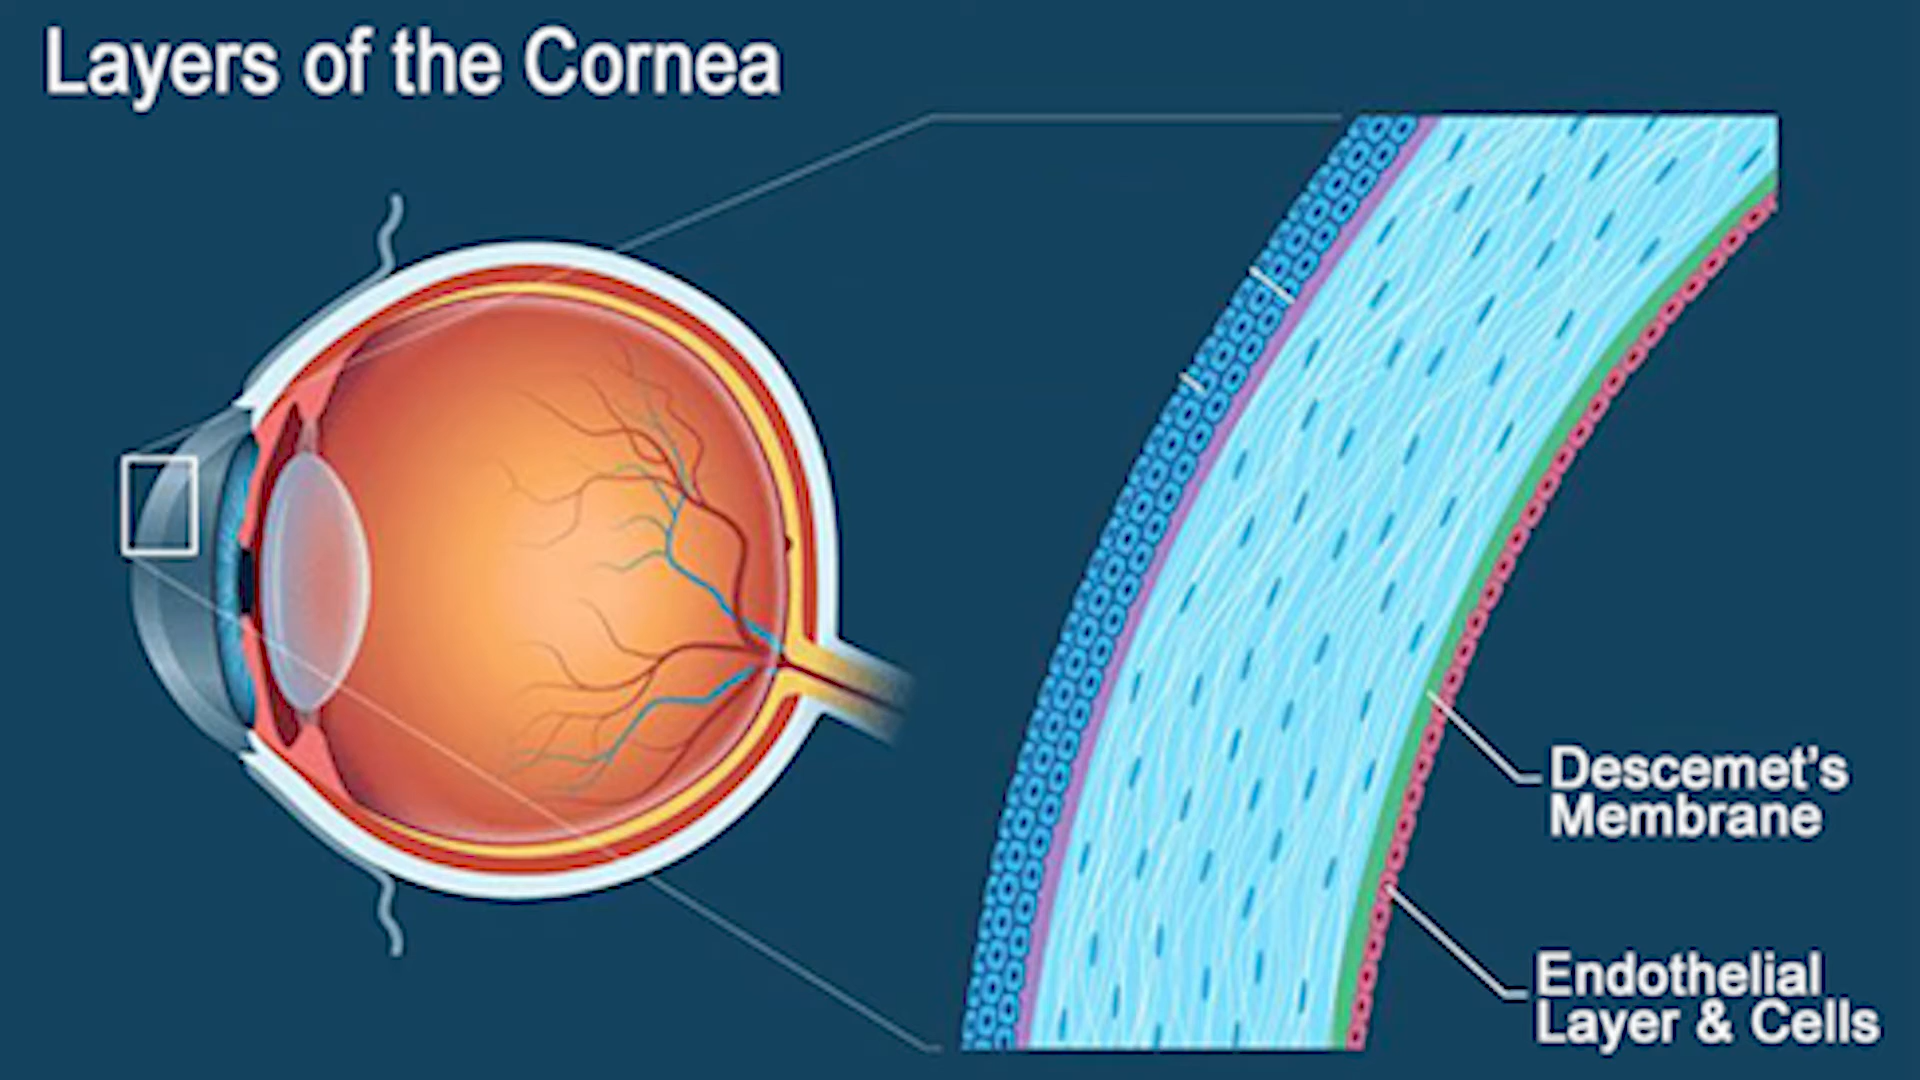 Layers of the Cornea
Descemet's
Membrane
Endothelial
Layer & Cells